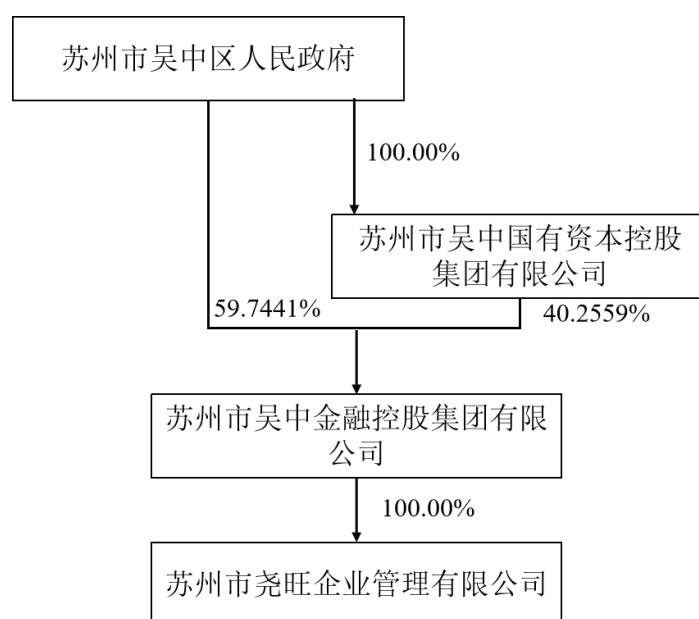 苏州市吴中区人民政府
100.00%
苏州市吴中国有资本控股
集团有限公司
59.7441%
40.2559%
苏州市吴中金融控股集团有限
公司
100.00%
苏州市尧旺企业管理有限公司